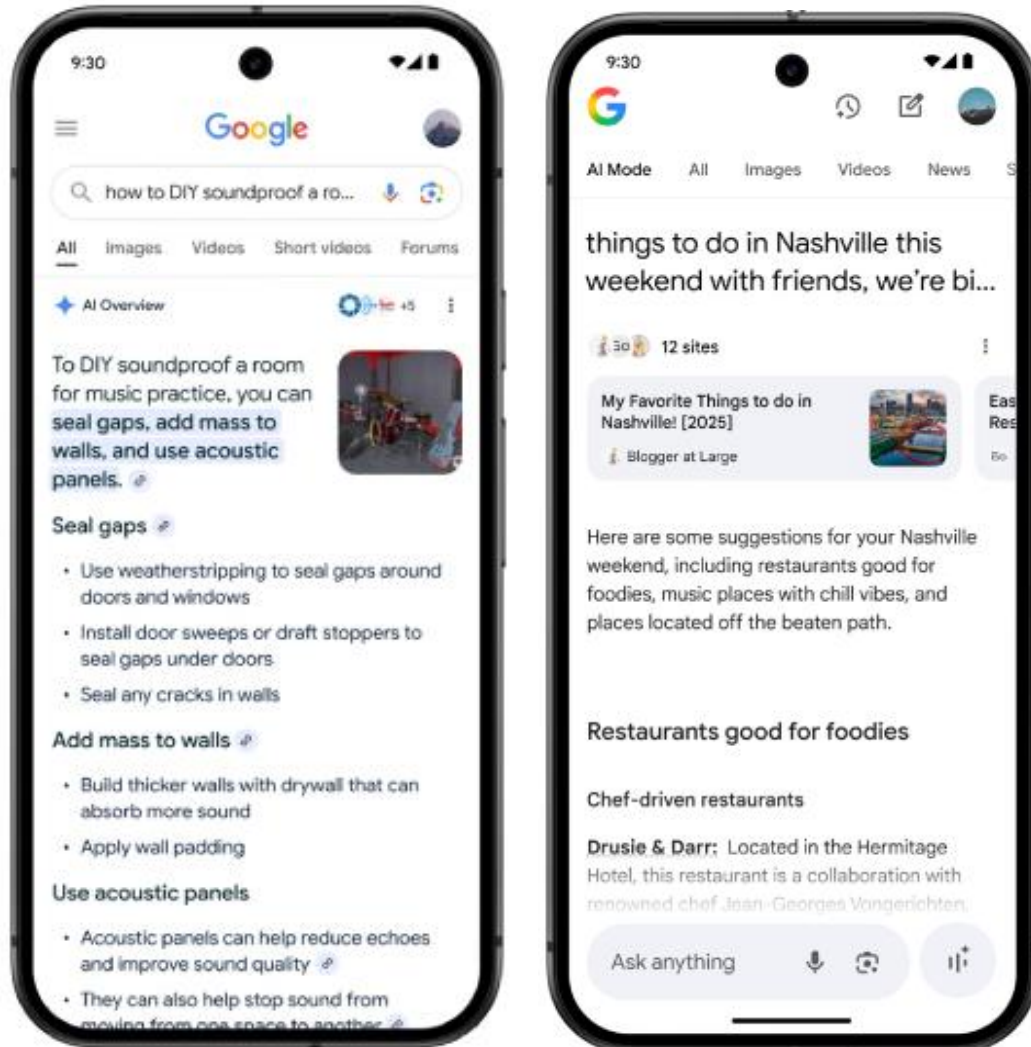 9:30
Google
how to DIY soundproof a ro...
All Images Videos Short videos Forums
AI Overview
+5
To DIY soundproof a room
for music practice, you can
seal gaps, add mass to
walls, and use acoustic
panels.
Seal gaps
• Use weatherstripping to seal gaps around
doors and windows
• Install door sweeps or draft stoppers to
seal gaps under doors
• Seal any cracks in walls
Add mass to walls
• Build thicker walls with drywall that can
absorb more sound
• Apply wall padding
Use acoustic panels
• Acoustic panels can help reduce echoes
and improve sound quality
• They can also help stop sound from
moving from one space to another
9:30
G
AI Mode All Images Videos News S
things to do in Nashville this
weekend with friends, we're bi...
12 sites
My Favorite Things to do in
Nashville! [2025]
Blogger at Large
Eas
Res
Here are some suggestions for your Nashville
weekend, including restaurants good for
foodies, music places with chill vibes, and
places located off the beaten path.
Restaurants good for foodies
Chef-driven restaurants
Drusie & Darr: Located in the Hermitage
Hotel, this restaurant is a collaboration with
renowned chef Jean-Georges Vongerichten.
Ask anything